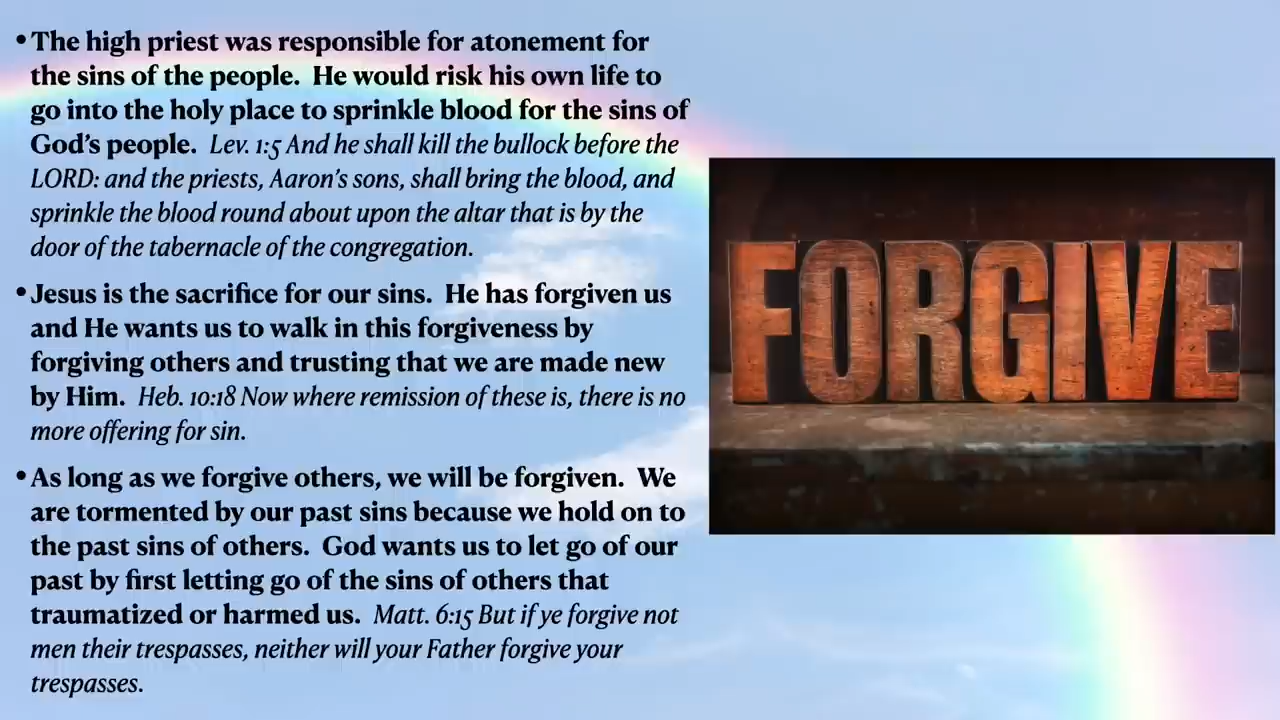 • The high priest was responsible for atonement for
the sins of the people.  He would risk his own life to
go into the holy place to sprinkle blood for the sins of
God's people.  Lev. 1:5 And he shall kill the bullock before the
LORD: and the priests, Aaron's sons, shall bring the blood, and
sprinkle the blood round about upon the altar that is by the
door of the tabernacle of the congregation.
• Jesus is the sacrifice for our sins.  He has forgiven us
and He wants us to walk in this forgiveness by
forgiving others and trusting that we are made new
by Him.  Heb. 10:18 Now where remission of these is, there is no
more offering for sin.
• As long as we forgive others, we will be forgiven.  We
are tormented by our past sins because we hold on to
the past sins of others.  God wants us to let go of our
past by first letting go of the sins of others that
traumatized or harmed us.  Matt. 6:15 But if ye forgive not
men their trespasses, neither will your Father forgive your
trespasses.
FORGIVE